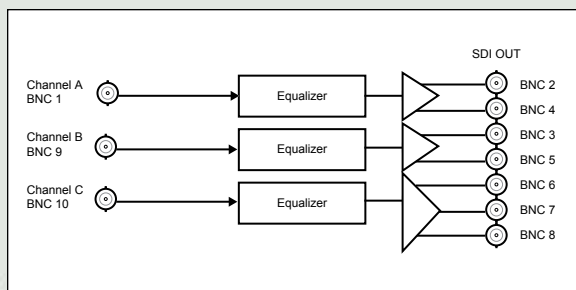 SDI OUT
Channel A
BNC 1
Equalizer
BNC 2
BNC 4
Channel B
BNC 9
Equalizer
BNC 3
BNC 5
Channel C
BNC 10
Equalizer
BNC 6
BNC 7
BNC 8